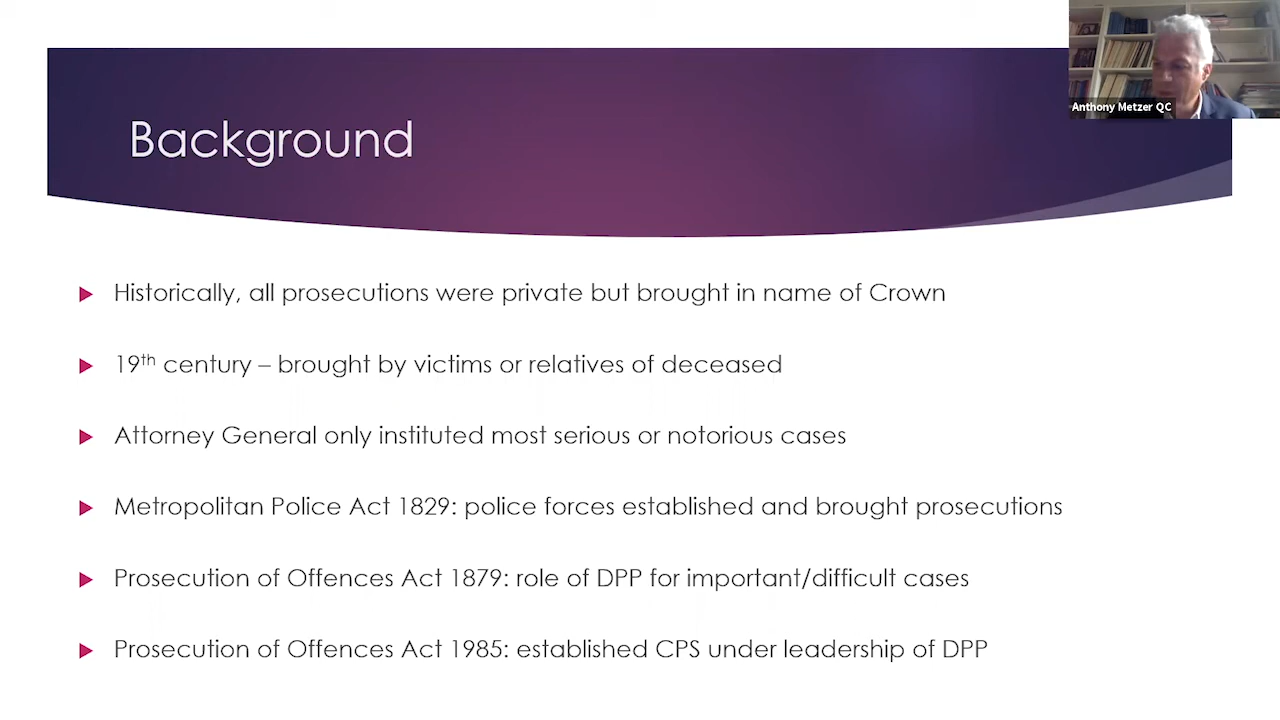 Anthony Metzer QC
Background
Historically, all prosecutions were private but brought in name of Crown
19th century – brought by victims or relatives of deceased
Attorney General only instituted most serious or notorious cases
Metropolitan Police Act 1829: police forces established and brought prosecutions
Prosecution of Offences Act 1879: role of DPP for important/difficult cases
Prosecution of Offences Act 1985: established CPS under leadership of DPP